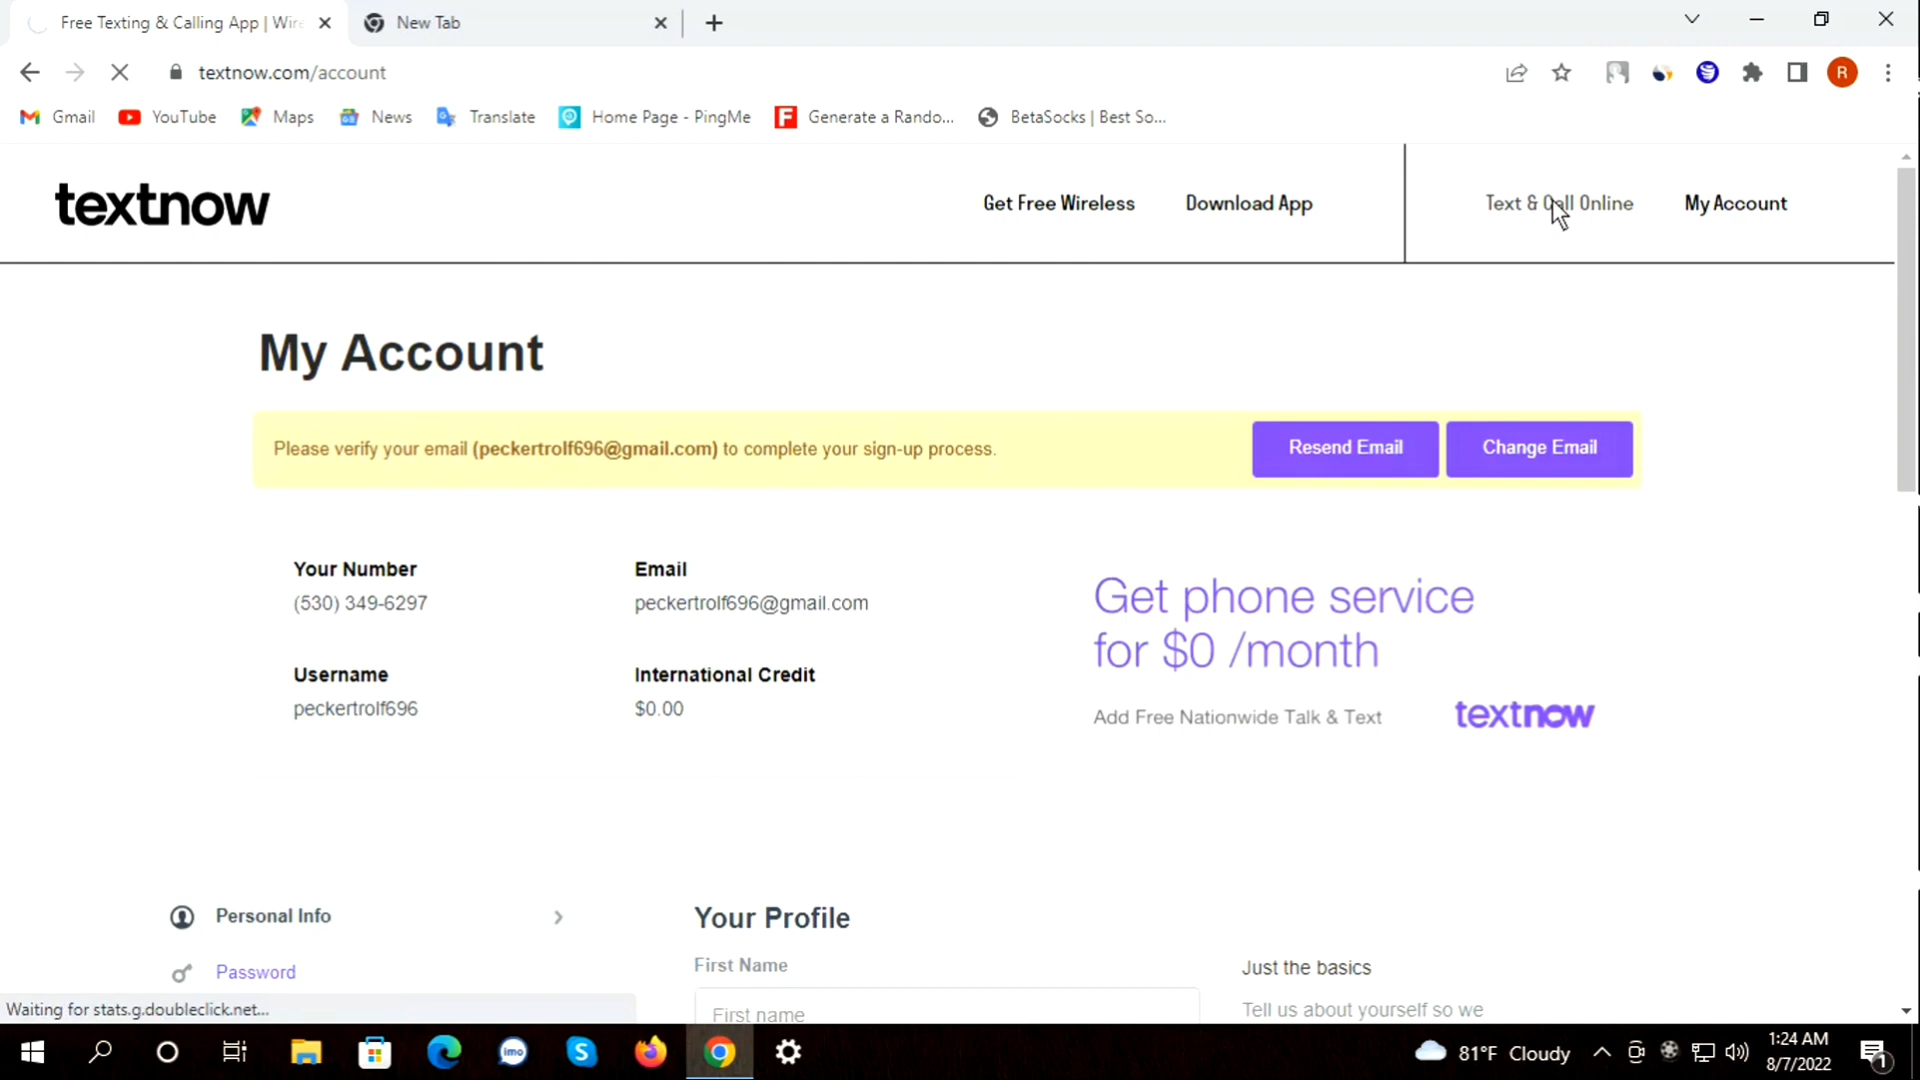 Free Texting & Calling App | Wire
New Tab
textnow.com/account
R
Gmail
YouTube
Maps
News
Translate
Home Page - PingMe
Generate a Rando...
BetaSocks | Best So...
textnow
Get Free Wireless
Download App
Text & Call Online
My Account
My Account
Please verify your email (peckertrolf696@gmail.com) to complete your sign-up process.
Resend Email
Change Email
Your Number
(530) 349-6297
Email
peckertrolf696@gmail.com
Username
peckertrolf696
International Credit
$0.00
Get phone service
for $0 /month
Add Free Nationwide Talk & Text
textnow
Personal Info
Password
Your Profile
First Name
First name
Just the basics
Tell us about yourself so we
Waiting for stats.g.doubleclick.net...
imo
81°F Cloudy
1:24 AM
8/7/2022
1